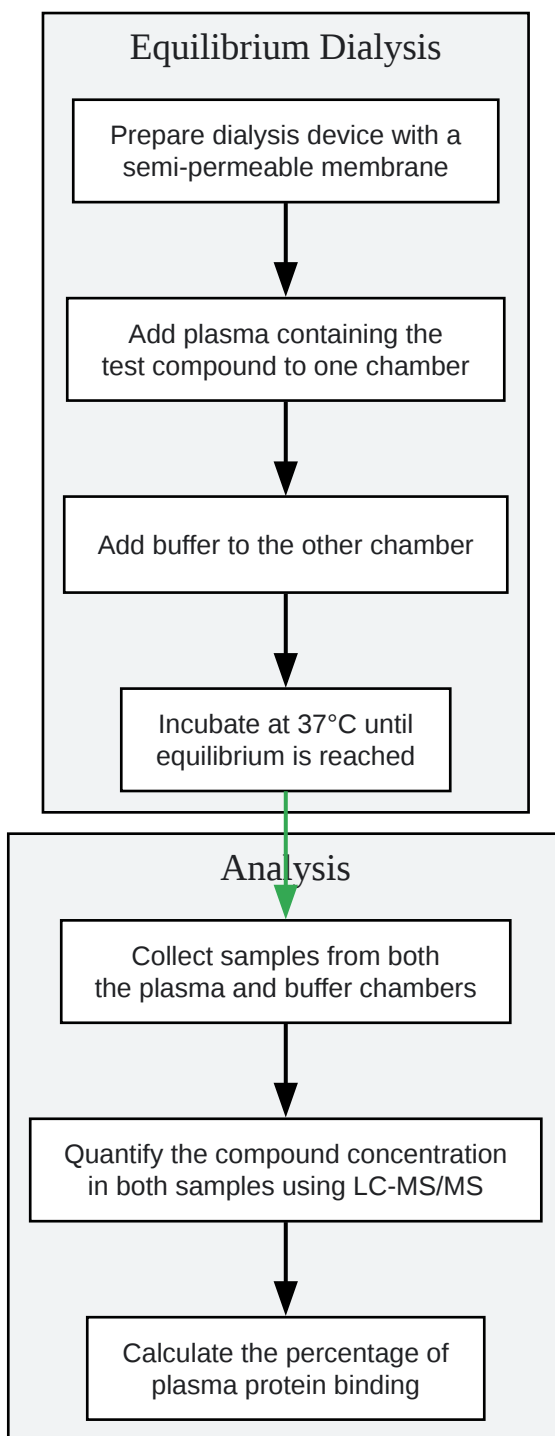 Equilibrium Dialysis
Prepare dialysis device with a
semi-permeable membrane
Add plasma containing the
test compound to one chamber
Add buffer to the other chamber
Incubate at 37°C until
equilibrium is reached
Analysis
Collect samples from both
the plasma and buffer chambers
Quantify the compound concentration
in both samples using LC-MS/MS
Calculate the percentage of
plasma protein binding